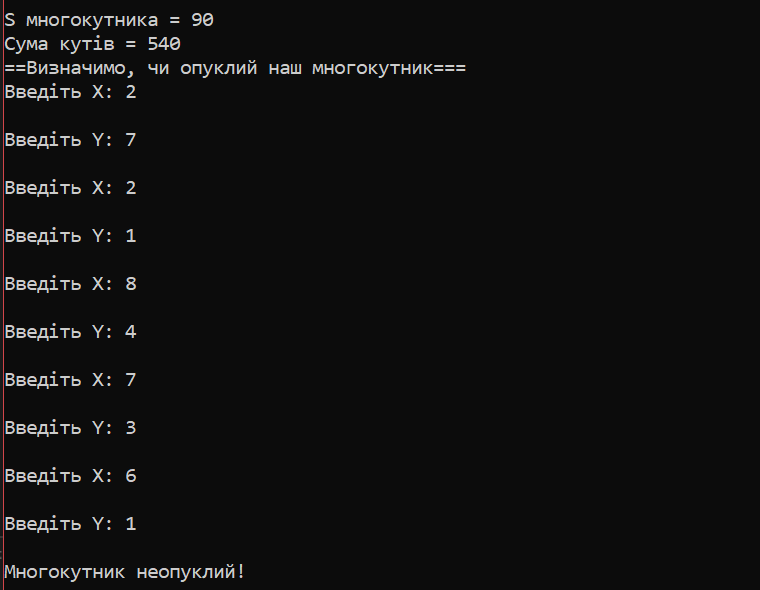 S многокутника = 90
Сума кутів = 540
==Визначимо, чи опуклий наш многокутник===
Введіть X: 2
Введіть Y: 7
Введіть X: 2
Введіть Y: 1
Введіть X: 8
Введіть Y: 4
Введіть X: 7
Введіть Y: 3
Введіть X: 6
Введіть Y: 1
Многокутник неопуклий!